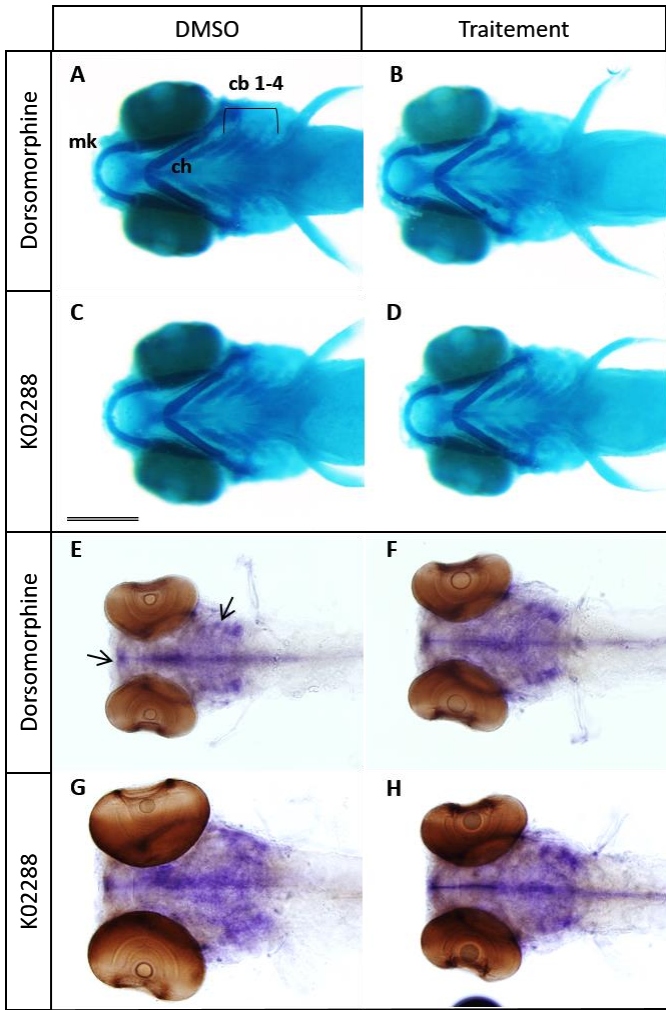 DMSO
Traitement
Dorsomorphine
A
cb 1-4
mk
ch
B
K02288
C
D
Dorsomorphine
E
F
K02288
G
H